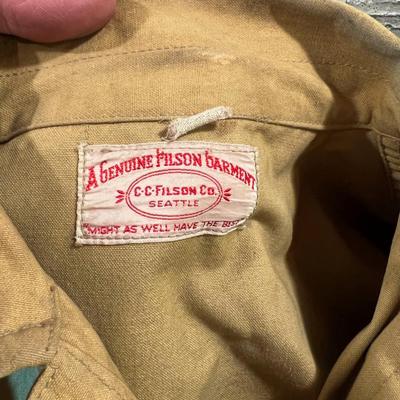 A GENUINE FILSON GARMENT
C·C·FILSON CO.
SEATTLE
"MIGHT AS WELL HAVE THE BEST